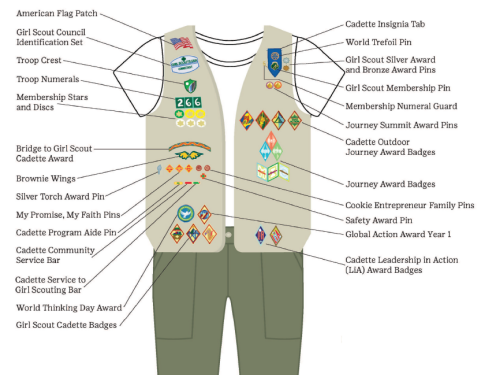 American Flag Patch
Girl Scout Council
Identification Set
Troop Crest
Troop Numerals
Membership Stars
and Discs
Bridge to Girl Scout
Cadette Award
Brownie Wings
Silver Torch Award Pin
My Promise, My Faith Pins
Cadette Program Aide Pin
Cadette Community
Service Bar
Cadette Service to
Girl Scouting Bar
World Thinking Day Award
Girl Scout Cadette Badges
266
Cadette Insignia Tab
World Trefoil Pin
Girl Scout Silver Award
and Bronze Award Pins
Girl Scout Membership Pin
Membership Numeral Guard
Journey Summit Award Pins
Cadette Outdoor
Journey Award Badges
Journey Award Badges
Cookie Entrepreneur Family Pins
Safety Award Pin
Global Action Award Year 1
Cadette Leadership in Action
(LiA) Award Badges